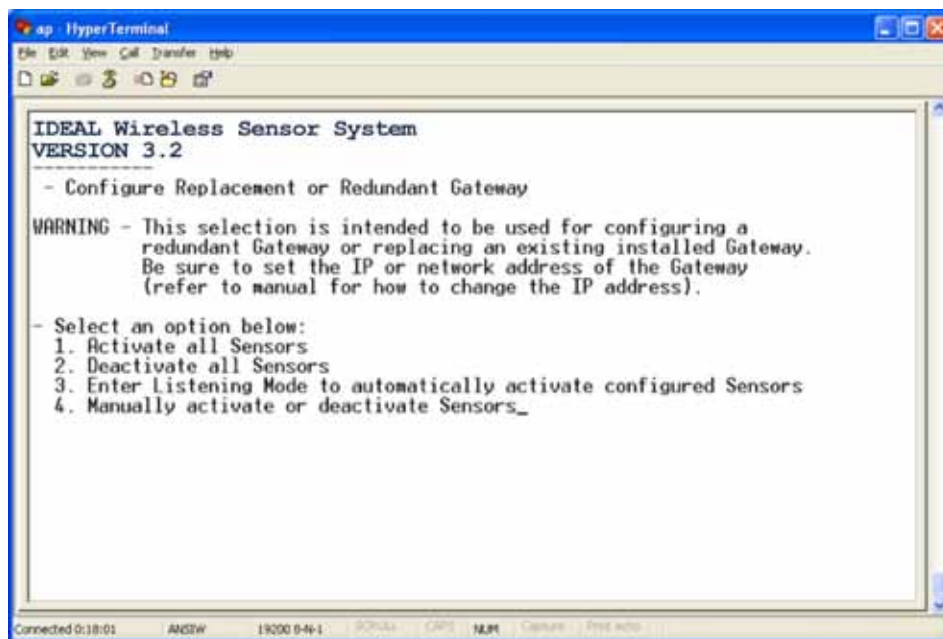 ap - HyperTerminal
File Edit View Call Transfer Help
IDEAL Wireless Sensor System
VERSION 3.2
-----------
- Configure Replacement or Redundant Gateway
WARNING - This selection is intended to be used for configuring a
redundant Gateway or replacing an existing installed Gateway.
Be sure to set the IP or network address of the Gateway
(refer to manual for how to change the IP address).
- Select an option below:
1. Activate all Sensors
2. Deactivate all Sensors
3. Enter Listening Mode to automatically activate configured Sensors
4. Manually activate or deactivate Sensors_
Connected 0:18:01 ANSIW 19200 8-N-1 SCROLL CAPS NUM Capture Print echo